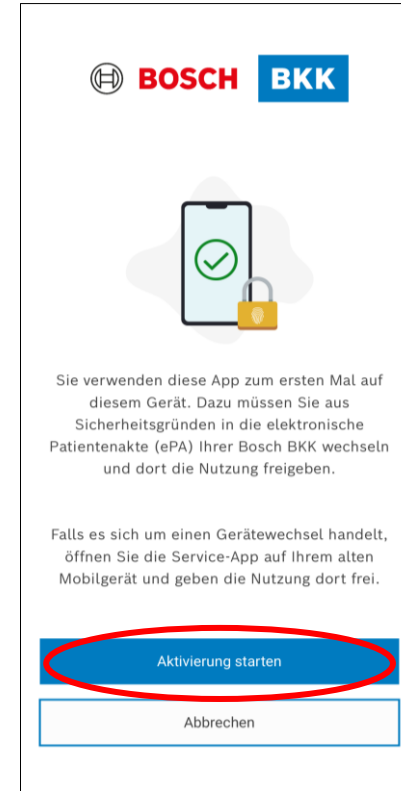 BOSCH BKK
Sie verwenden diese App zum ersten Mal auf
diesem Gerät. Dazu müssen Sie aus
Sicherheitsgründen in die elektronische
Patientenakte (ePA) Ihrer Bosch BKK wechseln
und dort die Nutzung freigeben.
Falls es sich um einen Gerätewechsel handelt,
öffnen Sie die Service-App auf Ihrem alten
Mobilgerät und geben die Nutzung dort frei.
Aktivierung starten
Abbrechen